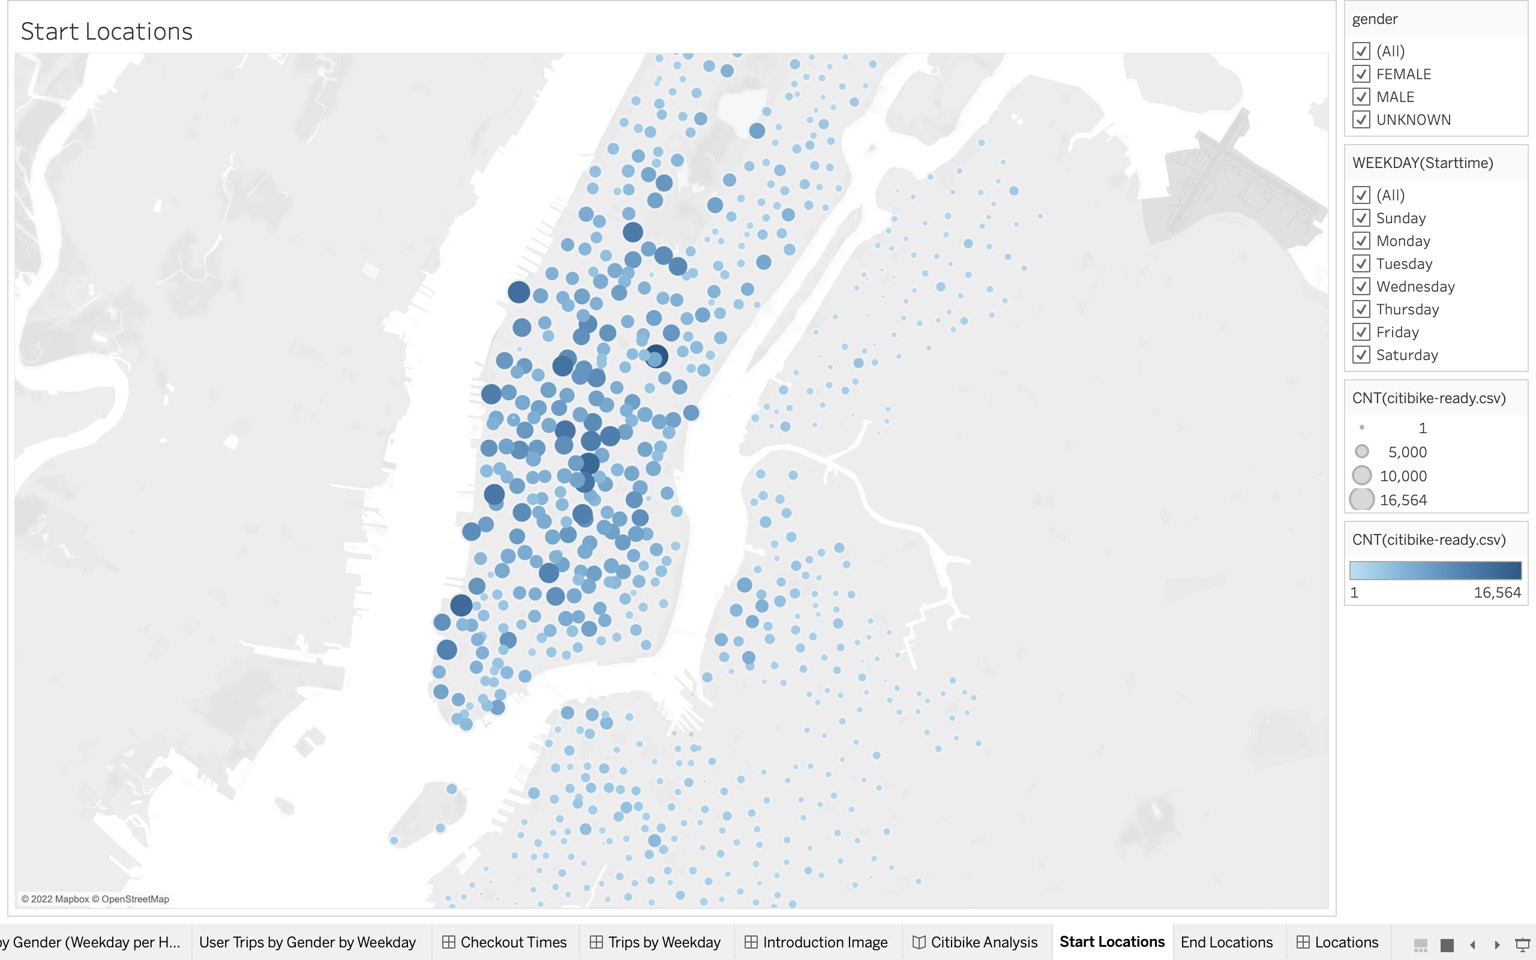 Start Locations
gender
(All)
FEMALE
MALE
UNKNOWN
WEEKDAY(Starttime)
(All)
Sunday
Monday
Tuesday
Wednesday
Thursday
Friday
Saturday
CNT(citibike-ready.csv)
1
5,000
10,000
16,564
CNT(citibike-ready.csv)
1 16,564
© 2022 Mapbox © OpenStreetMap
by Gender (Weekday per H... User Trips by Gender by Weekday Checkout Times Trips by Weekday Introduction Image Citibike Analysis Start Locations End Locations Locations